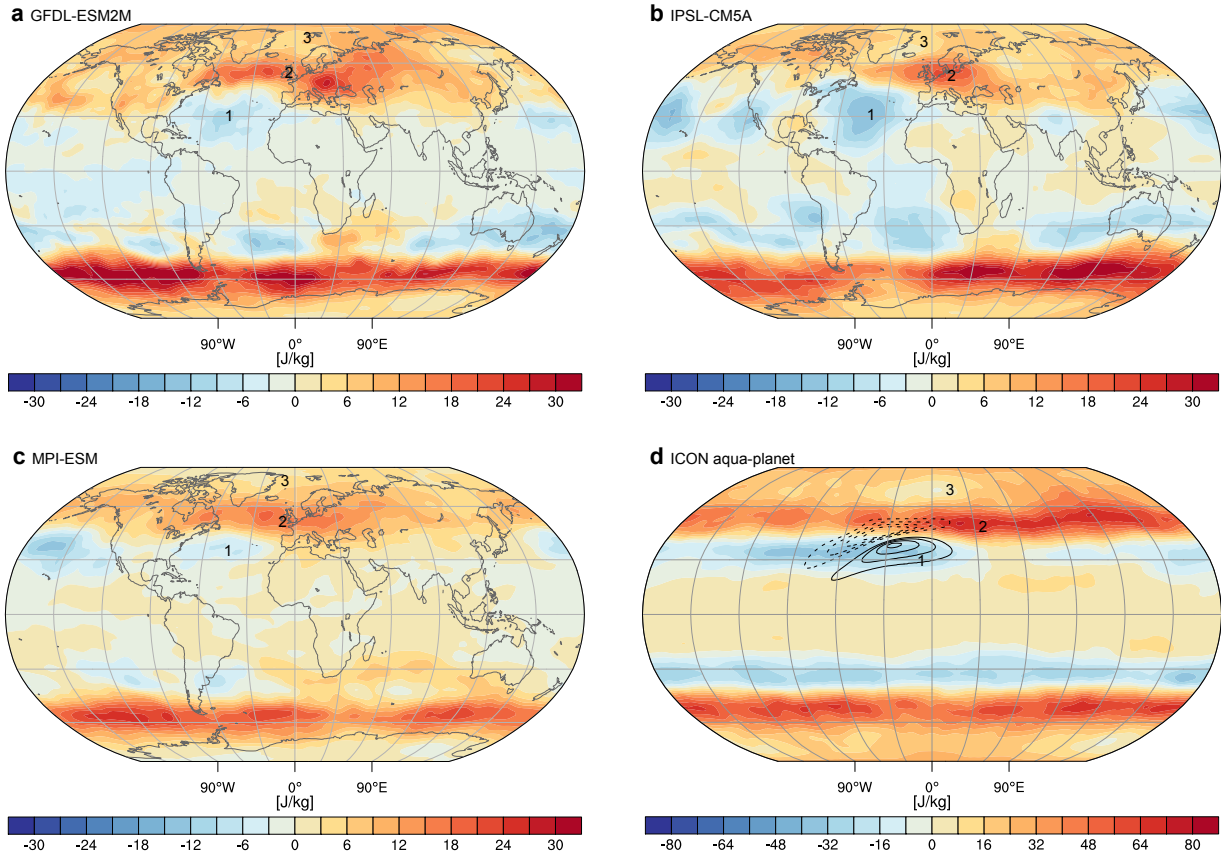 a GFDL-ESM2M
b IPSL-CM5A
3
2
1
3
2
1
90°W 0° 90°E
[J/kg]
90°W 0° 90°E
[J/kg]
-30 -24 -18 -12 -6 0 6 12 18 24 30
-30 -24 -18 -12 -6 0 6 12 18 24 30
c MPI-ESM
d ICON aqua-planet
3
2
1
3
2
1
90°W 0° 90°E
[J/kg]
90°W 0° 90°E
[J/kg]
-30 -24 -18 -12 -6 0 6 12 18 24 30
-80 -64 -48 -32 -16 0 16 32 48 64 80